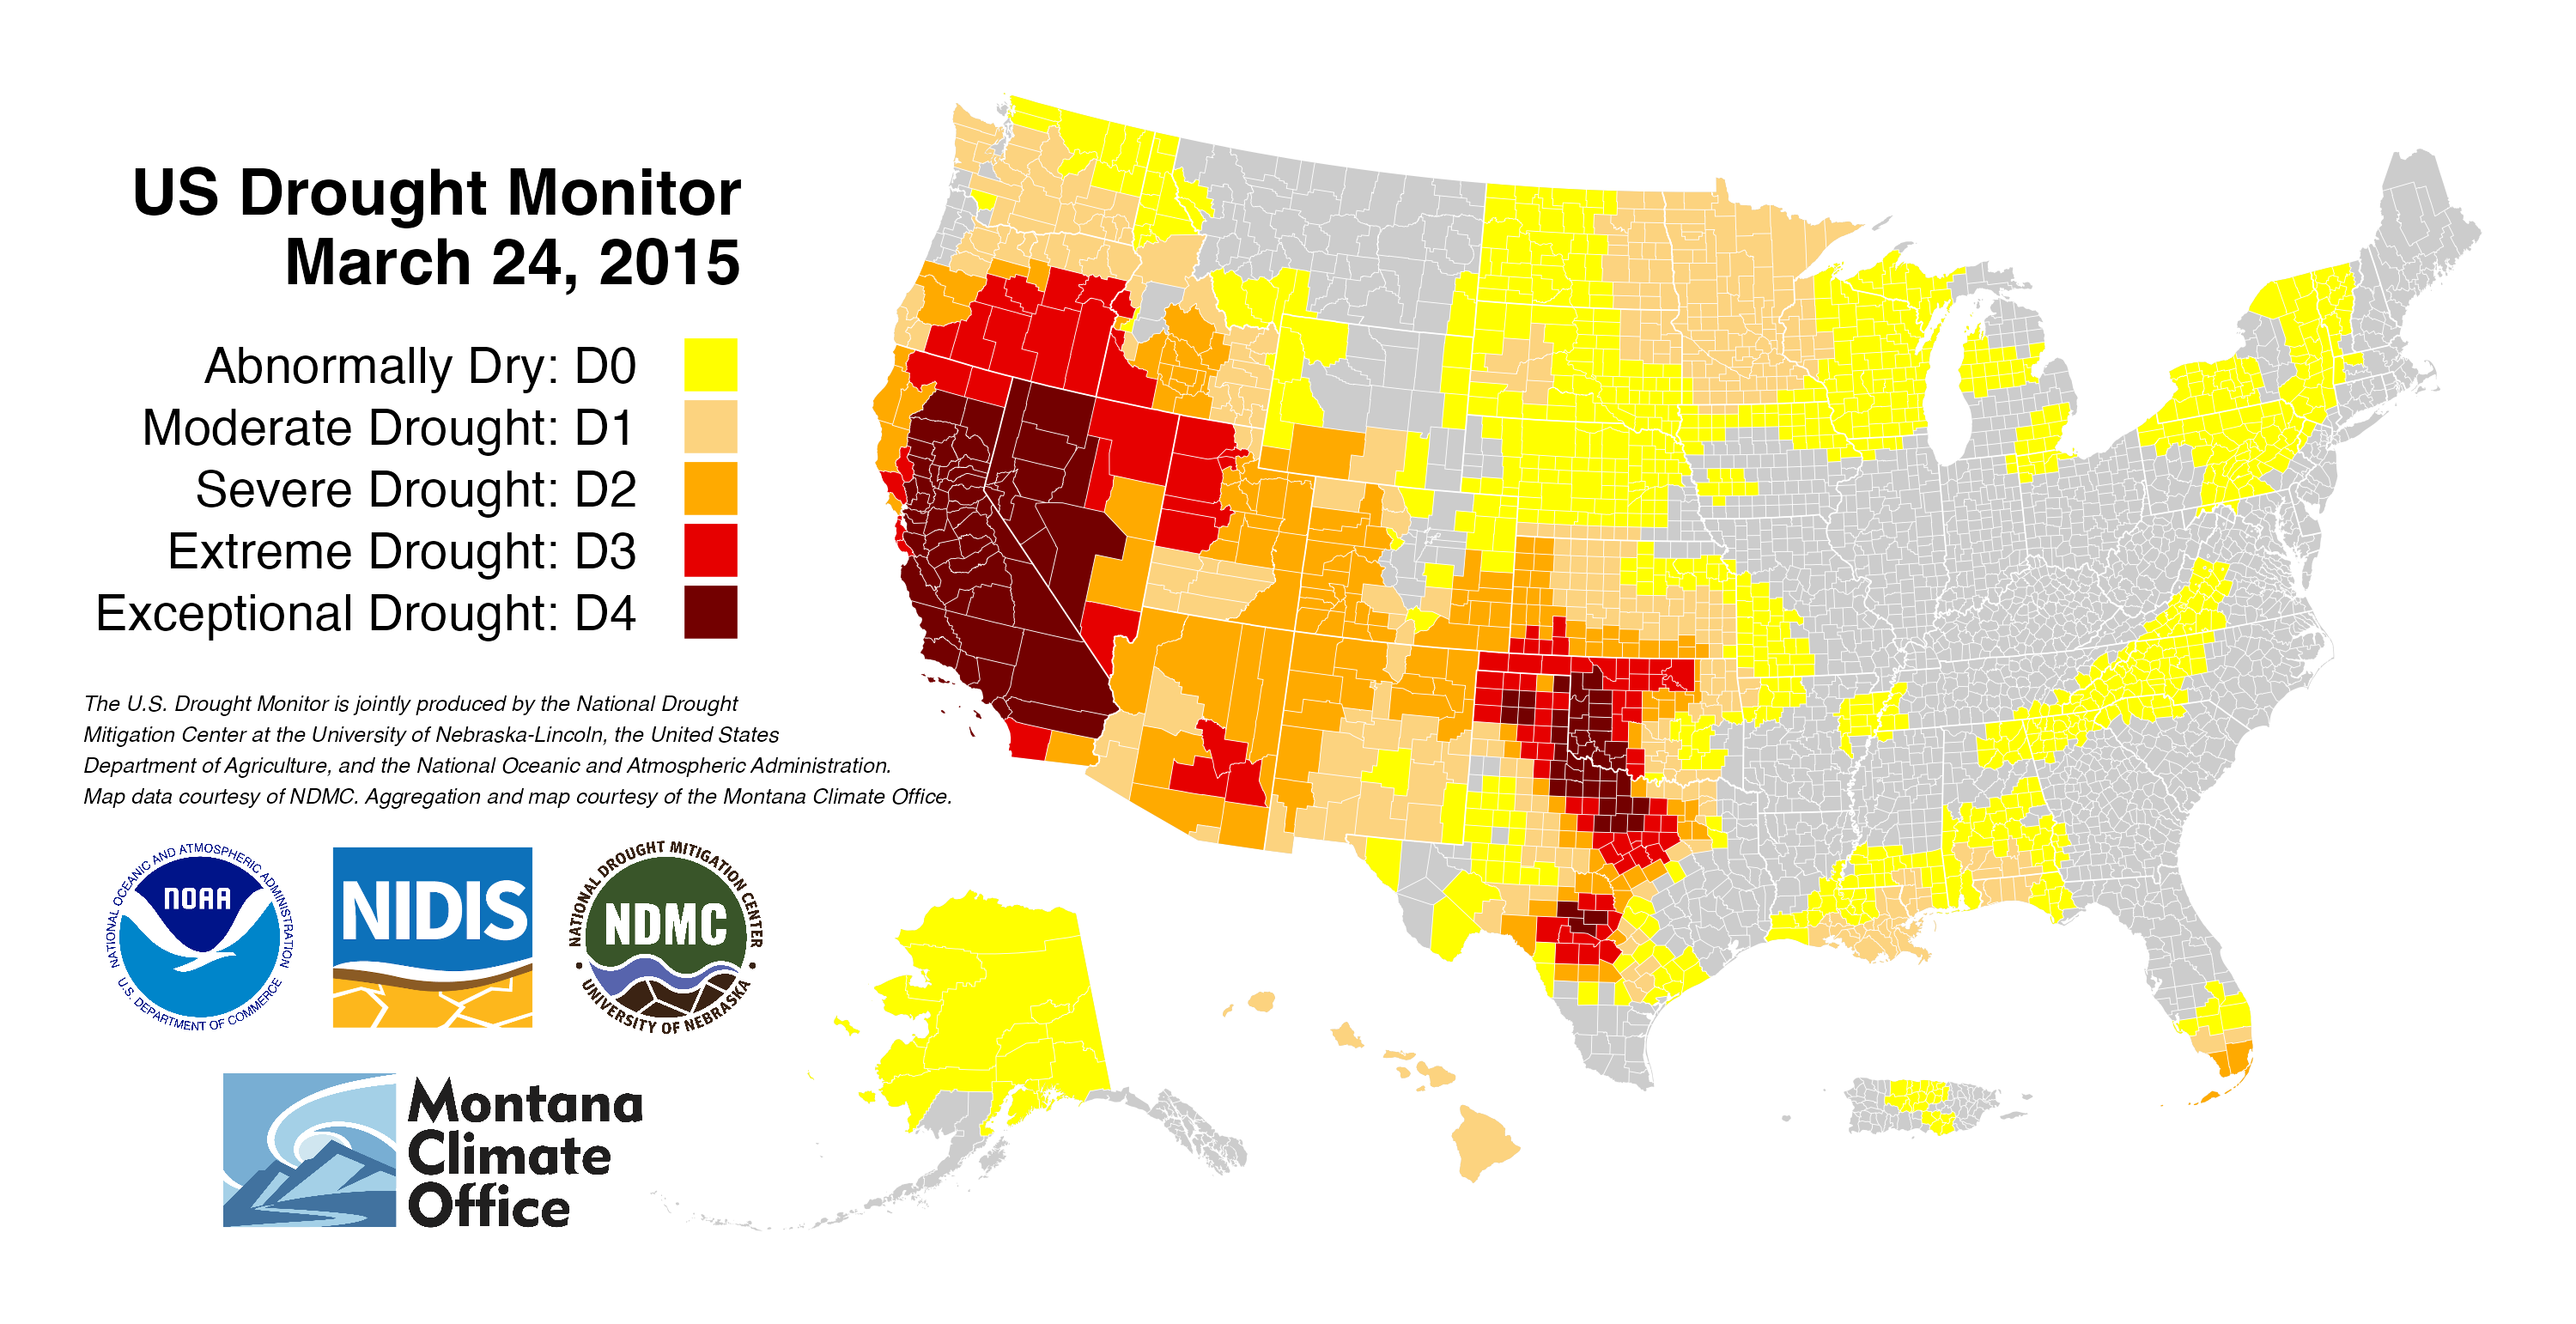 US Drought Monitor
March 24, 2015
Abnormally Dry: D0
Moderate Drought: D1
Severe Drought: D2
Extreme Drought: D3
Exceptional Drought: D4
The U.S. Drought Monitor is jointly produced by the National Drought
Mitigation Center at the University of Nebraska-Lincoln, the United States
Department of Agriculture, and the National Oceanic and Atmospheric Administration.
Map data courtesy of NDMC. Aggregation and map courtesy of the Montana Climate Office.
NATIONAL OCEANIC AND ATMOSPHERIC ADMINISTRATION
NOAA
U.S. DEPARTMENT OF COMMERCE
NIDIS
NATIONAL DROUGHT MITIGATION CENTER
NDMC
UNIVERSITY OF NEBRASKA
Montana
Climate
Office